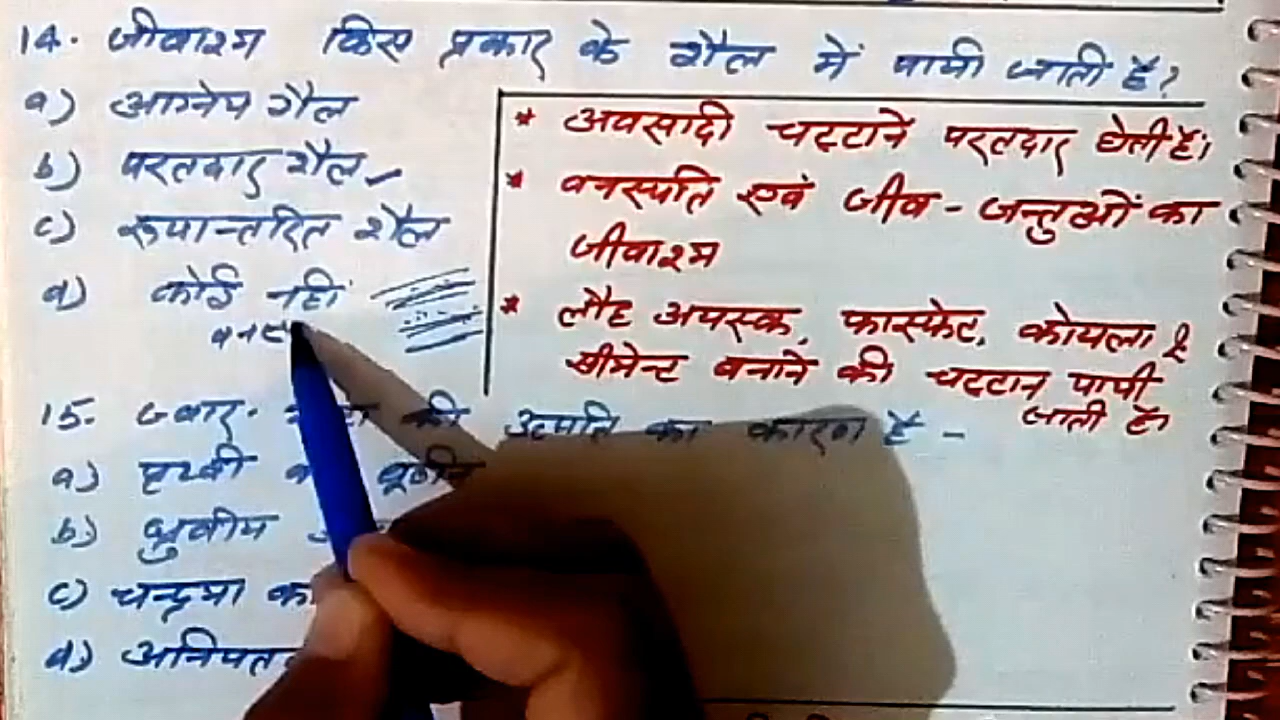 14. जीवाश्म किस प्रकार के शैल में पायी जाती है?
a) आग्नेय शैल
b) परतदार शैल ✓
c) रूपान्तरित शैल
d) कोई नहीं
* अवसादी चट्टाने परतदार होती हैं।
* वनस्पति एवं जीव-जन्तुओं का
जीवाश्म
* लौह अयस्क, फास्फेट, कोयला &
सीमेन्ट बनाने की चट्टान पायी
जाती है।
15. ज्वार- की उत्पति का कारण है -
a) पृथ्वी
b) ध्रुवीय
c) चन्द्रमा
d)